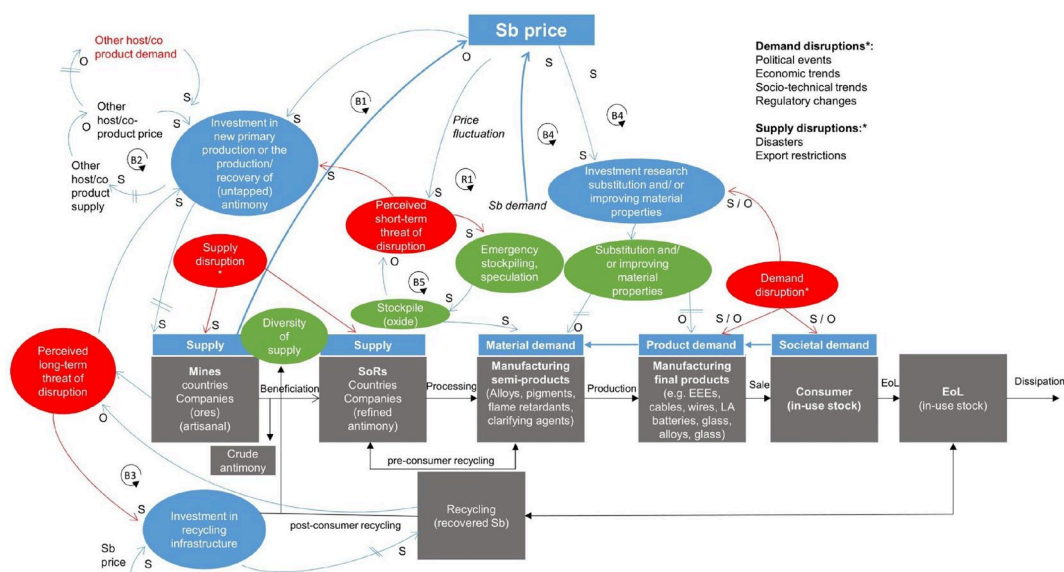 Sb price
Demand disruptions*:
Political events
Economic trends
Socio-technical trends
Regulatory changes
Supply disruptions:*
Disasters
Export restrictions
Other host/co
product demand
O
S
S
Other
host/co-
product price
O
S
B2
S
Other
host/co
product
supply
Investment in
new primary
production or the
production/
recovery of
(untapped)
antimony
S
S
S
B1
O
S
S
S
Price
fluctuation
B4
B4
S
R1
S
Sb demand
Investment research
substitution and/ or
improving material
properties
S / O
Perceived
short-term
threat of
disruption
S
S
O
Emergency
stockpiling,
speculation
Substitution and/
or improving
material
properties
Supply
disruption
*
Demand
disruption*
B5
S
Stockpile
(oxide)
S
O
O
S / O
S / O
S
S
S
Diversity
of
supply
Perceived
long-term
threat of
disruption
O
Supply
Mines
countries
Companies
(ores)
(artisanal)
Beneficiation
Supply
SoRs
Countries
Companies
(refined
antimony)
Processing
Material demand
Manufacturing
semi-products
(Alloys, pigments,
flame retardants,
clarifying agents)
Production
Product demand
Manufacturing
final products
(e.g. EEEs,
cables, wires, LA
batteries, glass,
alloys, glass)
Sale
Societal demand
Consumer
(in-use stock)
EoL
EoL
(in-use stock)
Dissipation
Crude
antimony
pre-consumer recycling
B3
S
Investment in
recycling
infrastructure
post-consumer recycling
Recycling
(recovered Sb)
Sb
price
S
S